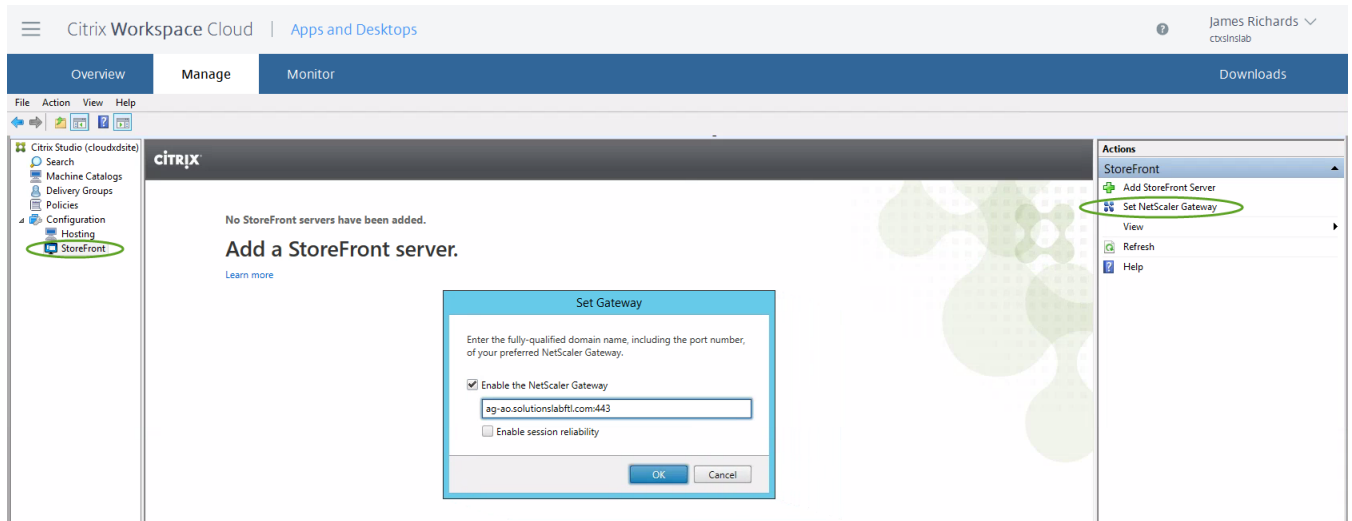 Citrix Workspace Cloud | Apps and Desktops
? James Richards
ctxslnslab
Overview Manage Monitor Downloads
File Action View Help
Citrix Studio (cloudxdsite)
Search
Machine Catalogs
Delivery Groups
Policies
Configuration
Hosting
StoreFront
CITRIX
No StoreFront servers have been added.
Add a StoreFront server.
Learn more
Set Gateway
Enter the fully-qualified domain name, including the port number,
of your preferred NetScaler Gateway.
Enable the NetScaler Gateway
ag-ao.solutionslabftl.com:443
Enable session reliability
OK Cancel
Actions
StoreFront
Add StoreFront Server
Set NetScaler Gateway
View
Refresh
Help